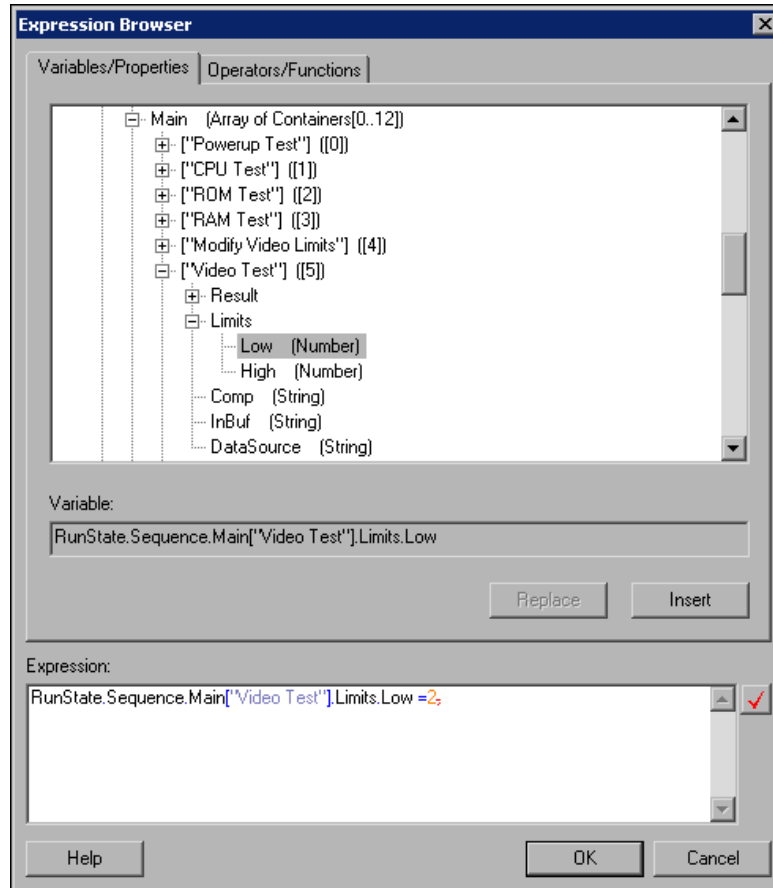 Expression Browser
Variables/Properties Operators/Functions
Main (Array of Containers[0..12])
["Powerup Test"] ([0])
["CPU Test"] ([1])
["ROM Test"] ([2])
["RAM Test"] ([3])
["Modify Video Limits"] ([4])
["Video Test"] ([5])
Result
Limits
Low (Number)
High (Number)
Comp (String)
InBuf (String)
DataSource (String)
Variable:
RunState.Sequence.Main["Video Test"].Limits.Low
Replace Insert
Expression:
RunState.Sequence.Main["Video Test"].Limits.Low =2,
Help OK Cancel